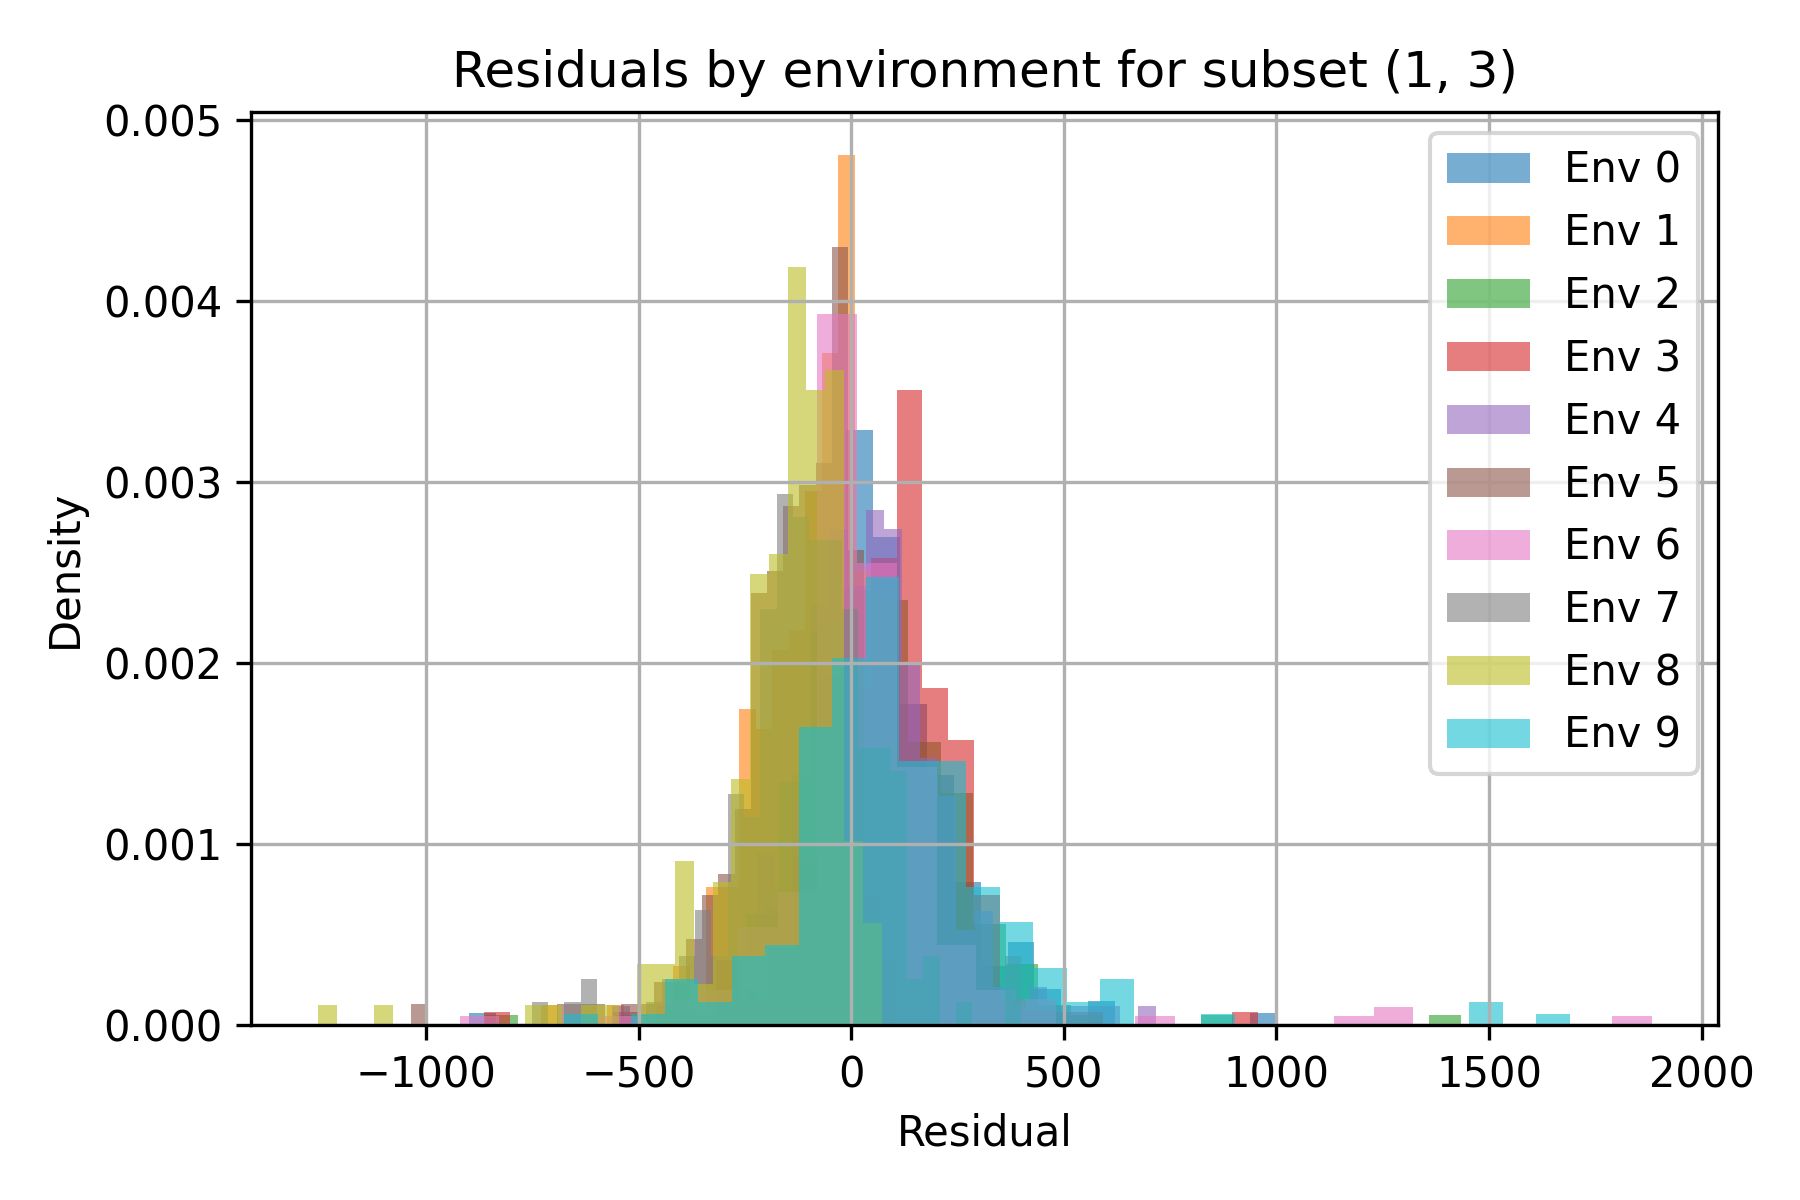 Residuals by environment for subset (1, 3)
0.005
0.004
0.003
0.002
0.001
0.000
Density
−1000
−500
0
500
1000
1500
2000
Residual
Env 0
Env 1
Env 2
Env 3
Env 4
Env 5
Env 6
Env 7
Env 8
Env 9